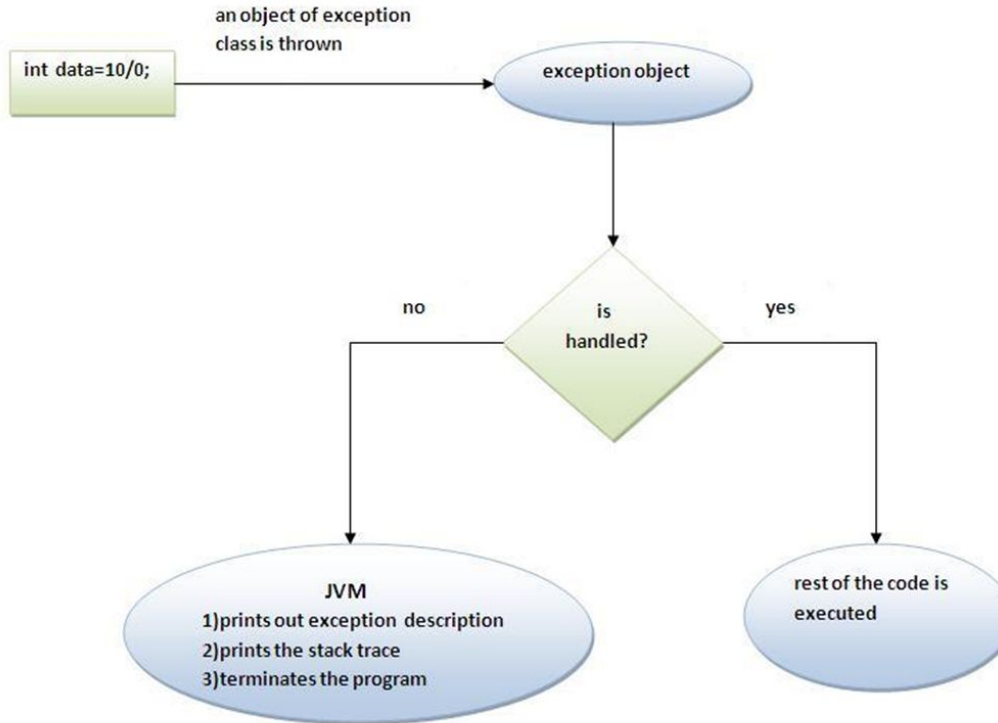 an object of exception
class is thrown
int data=10/0;
exception object
is
handled?
no
yes
JVM
1)prints out exception description
2)prints the stack trace
3)terminates the program
rest of the code is
executed